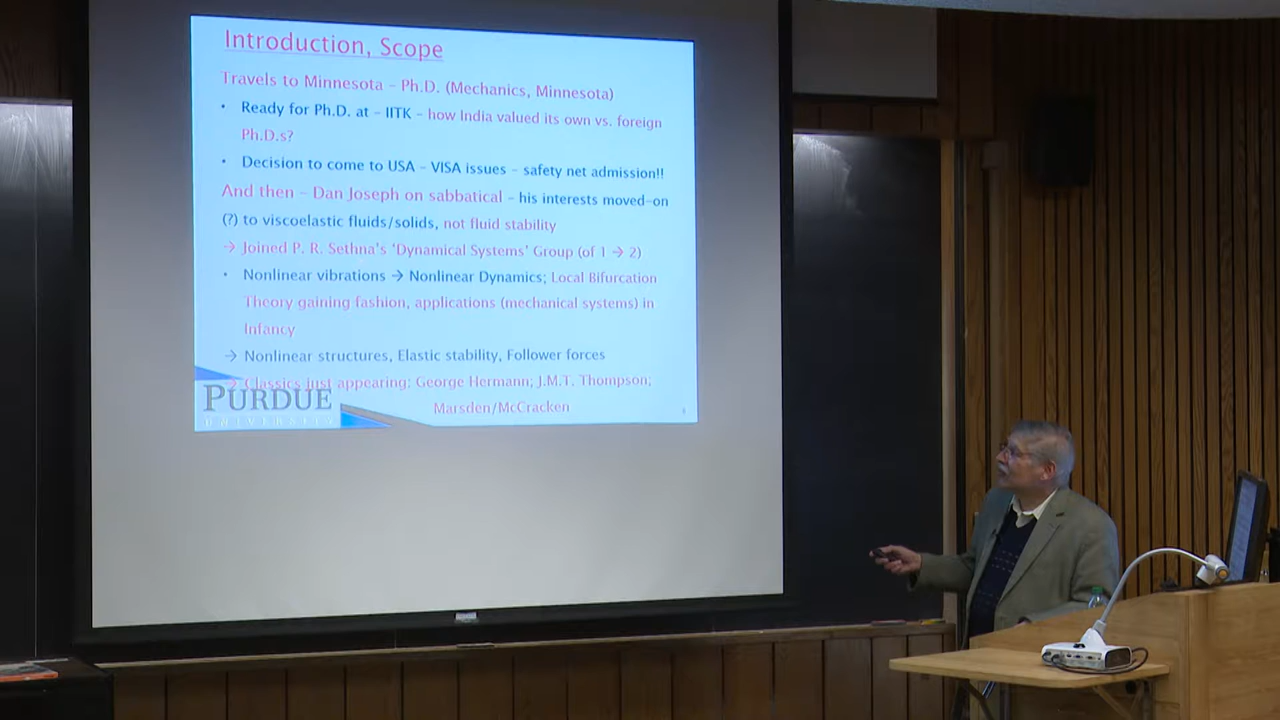 Introduction, Scope
Travels to Minnesota – Ph.D. (Mechanics, Minnesota)
• Ready for Ph.D. at – IITK – how India valued its own vs. foreign
Ph.D.s?
• Decision to come to USA – VISA issues – safety net admission!!
And then – Dan Joseph on sabbatical – his interests moved-on
(?) to viscoelastic fluids/solids, not fluid stability
→ Joined P. R. Sethna's 'Dynamical Systems' Group (of 1 → 2)
• Nonlinear vibrations → Nonlinear Dynamics; Local Bifurcation
Theory gaining fashion, applications (mechanical systems) in
Infancy
→ Nonlinear structures, Elastic stability, Follower forces
→ Classics just appearing: George Hermann; J.M.T. Thompson;
Marsden/McCracken
PURDUE
UNIVERSITY